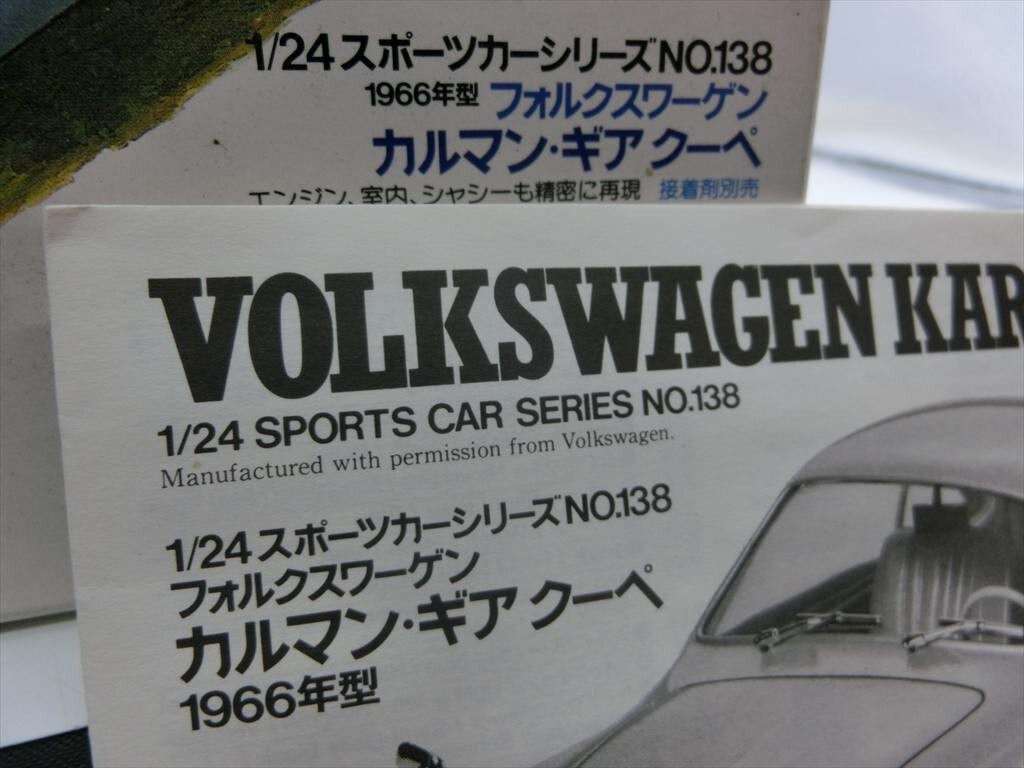 1/24スポーツカーシリーズNO.138
1966年型 フォルクスワーゲン
カルマン・ギア クーペ
エンジン、室内、シャシーも精密に再現 接着剤別売
VOLKSWAGEN KAR
1/24 SPORTS CAR SERIES NO.138
Manufactured with permission from Volkswagen.
1/24スポーツカーシリーズNO.138
フォルクスワーゲン
カルマン・ギア クーペ
1966年型